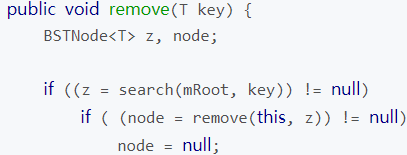 public void remove(T key) {
    BSTNode<T> z, node;
    if ((z = search(mRoot, key)) != null)
        if ( (node = remove(this, z)) != null)
            node = null;